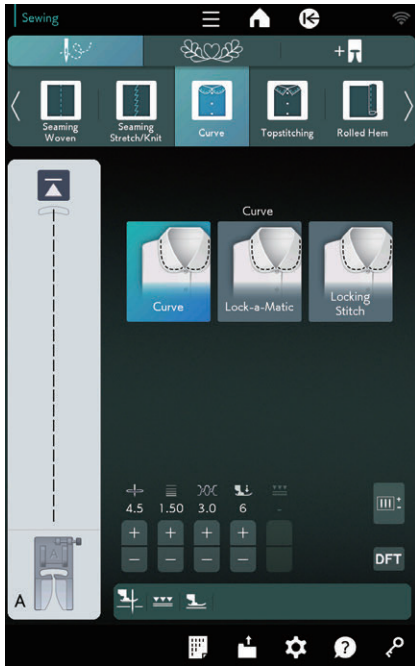 Sewing
Seaming
Woven
Seaming
Stretch/Knit
Curve
Topstitching
Rolled Hem
Curve
Curve
Lock-a-Matic
Locking
Stitch
4.5 1.50 3.0 6 -
+ + + +
− − − −
DFT
A
A
?